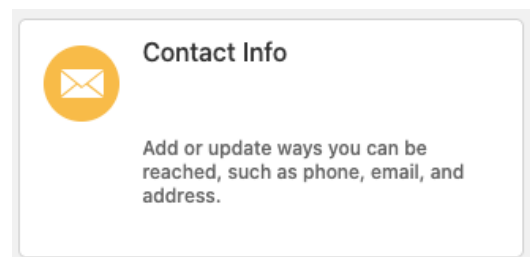 Contact Info
Add or update ways you can be
reached, such as phone, email, and
address.